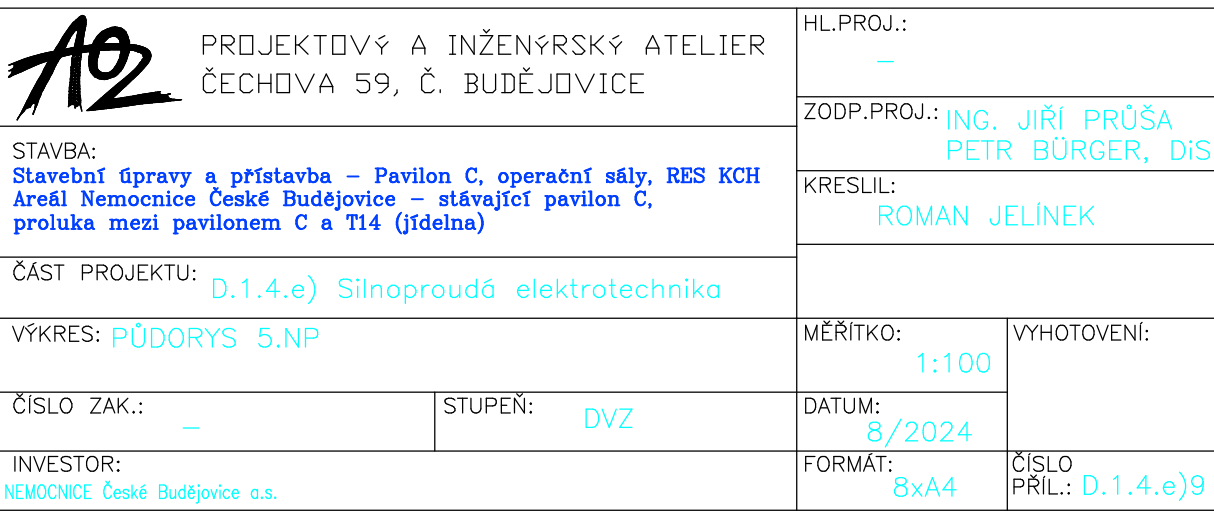 A02
PROJEKTOVÝ A INŽENÝRSKÝ ATELIER
ČECHOVA 59, Č. BUDĚJOVICE
HL.PROJ.:
–
ZODP.PROJ.: ING. JIŘÍ PRŮŠA
PETR BÜRGER, DiS
STAVBA:
Stavební úpravy a přístavba – Pavilon C, operační sály, RES KCH
Areál Nemocnice České Budějovice – stávající pavilon C,
proluka mezi pavilonem C a T14 (jídelna)
KRESLIL:
ROMAN JELÍNEK
ČÁST PROJEKTU: D.1.4.e) Silnoproudá elektrotechnika
VÝKRES: PŮDORYS 5.NP
MĚŘÍTKO:
1:100
VYHOTOVENÍ:
ČÍSLO ZAK.:
–
STUPEŇ: DVZ
DATUM:
8/2024
INVESTOR:
NEMOCNICE České Budějovice a.s.
FORMÁT:
8xA4
ČÍSLO
PŘÍL.: D.1.4.e)9